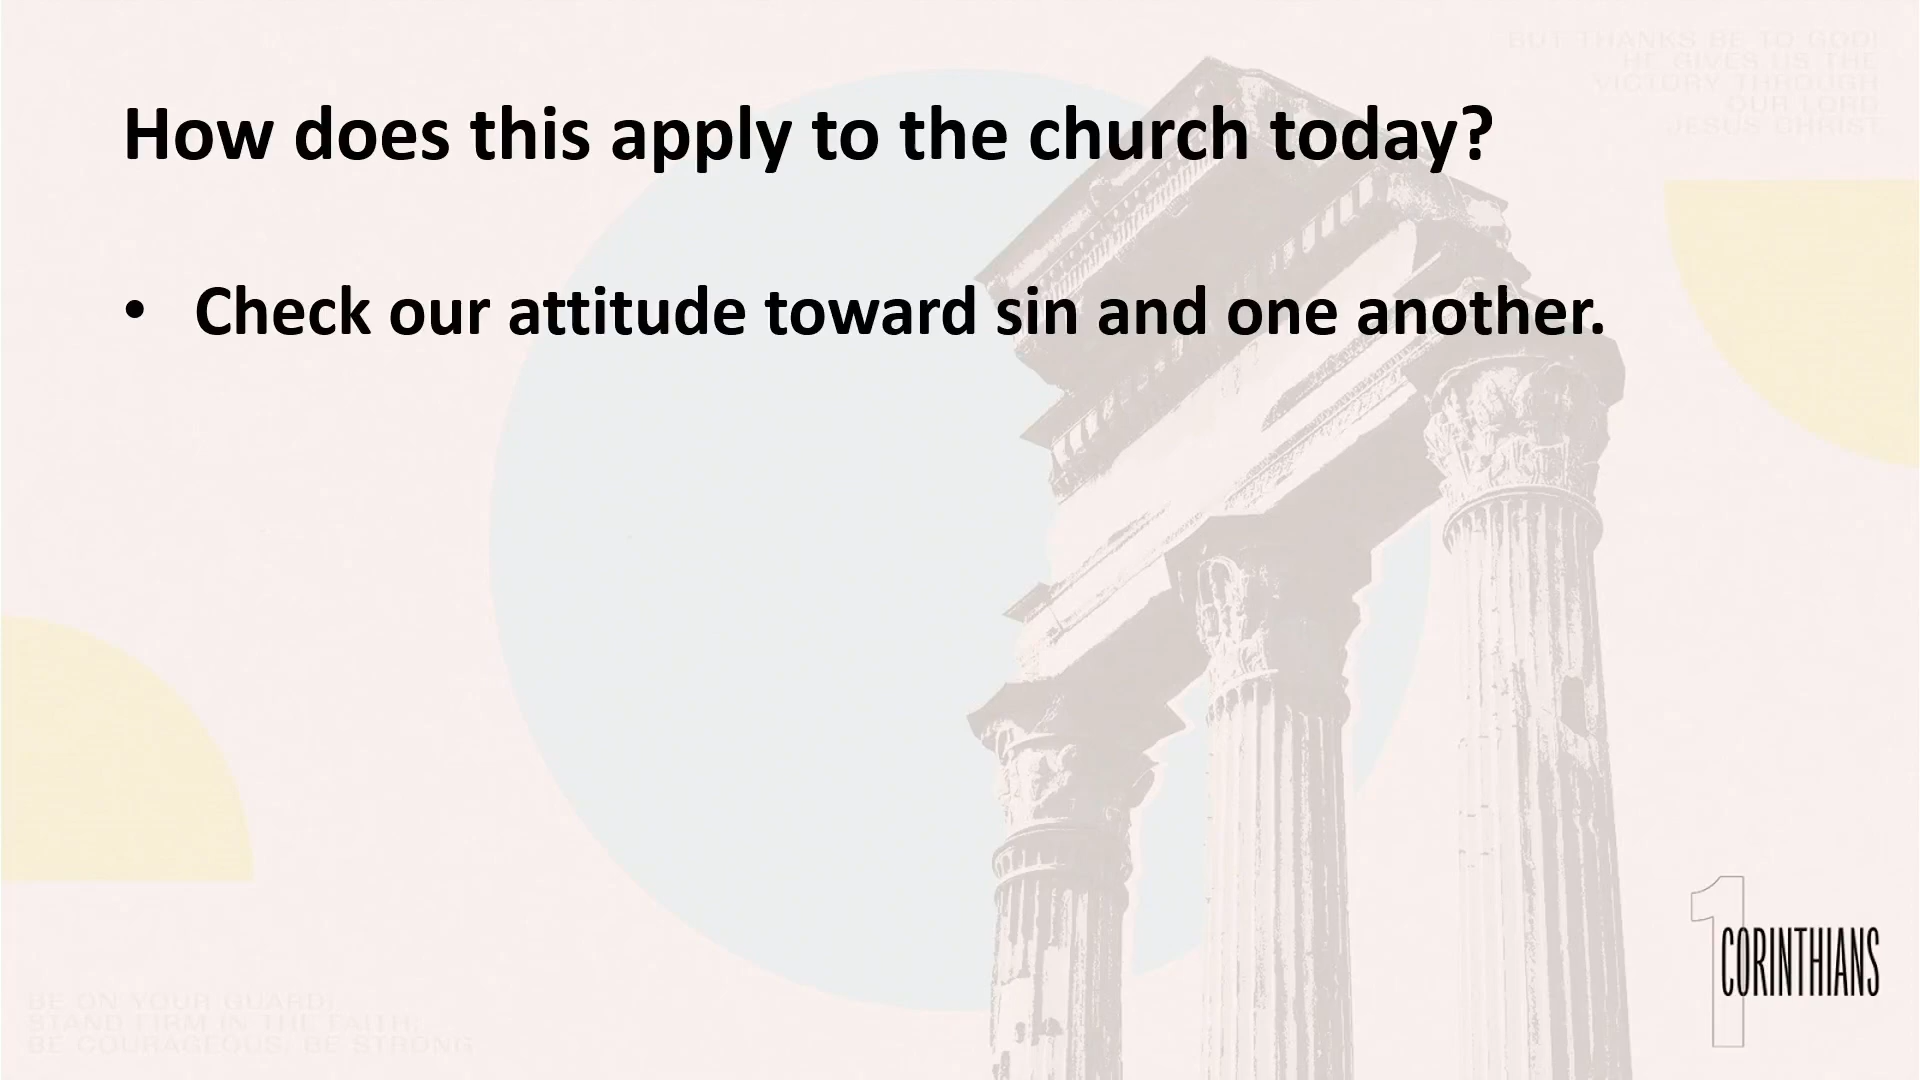 BUT THANKS BE TO GOD!
HE GIVES US THE
VICTORY THROUGH
OUR LORD
JESUS CHRIST
How does this apply to the church today?
• Check our attitude toward sin and one another.
1 CORINTHIANS
BE ON YOUR GUARD;
STAND FIRM IN THE FAITH;
BE COURAGEOUS; BE STRONG